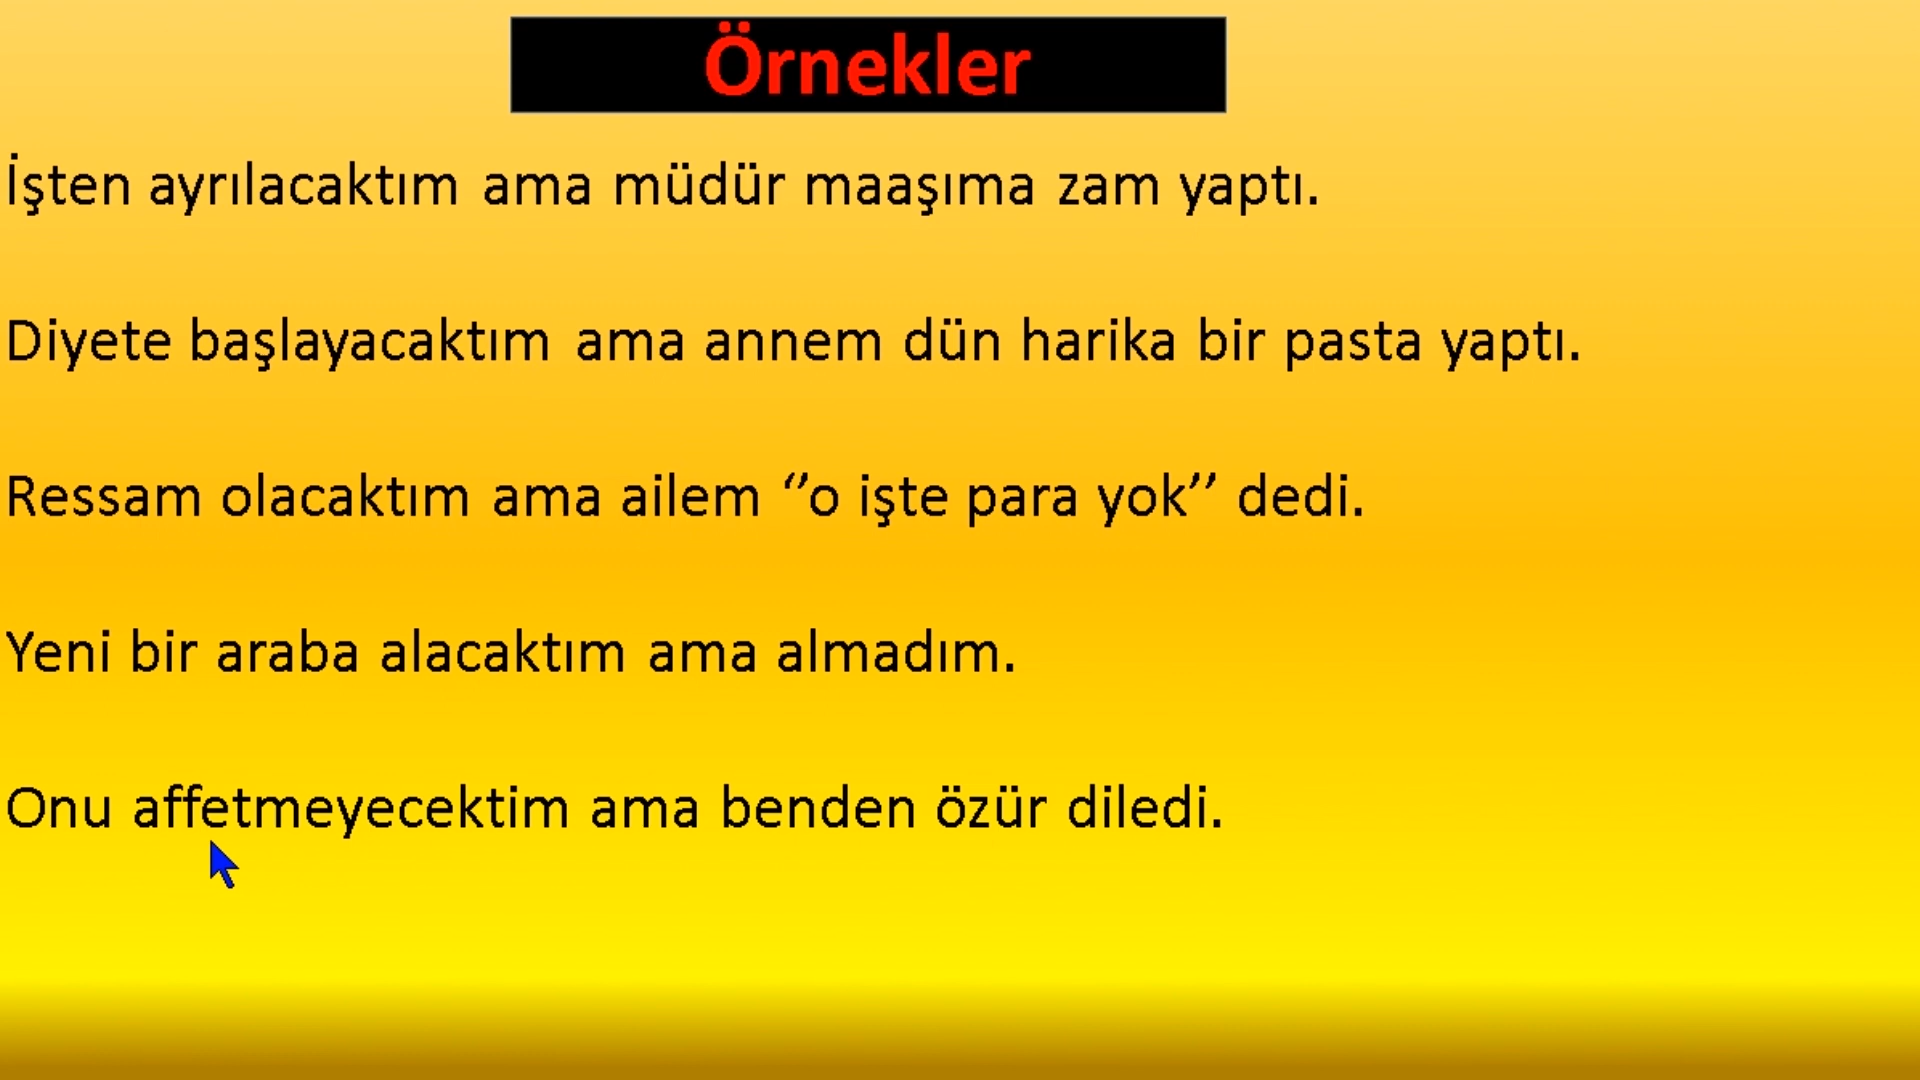 Örnekler
İşten ayrılacaktım ama müdür maaşıma zam yaptı.
Diyete başlayacaktım ama annem dün harika bir pasta yaptı.
Ressam olacaktım ama ailem ‘’o işte para yok’’ dedi.
Yeni bir araba alacaktım ama almadım.
Onu affetmeyecektim ama benden özür diledi.